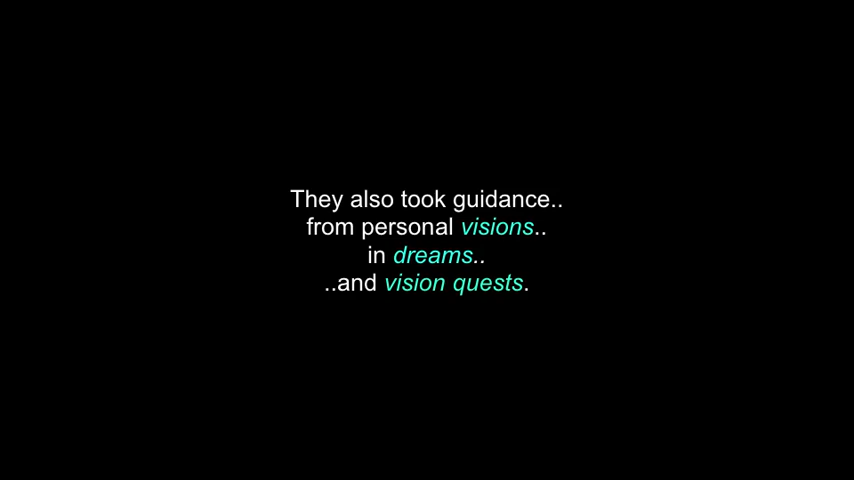 They also took guidance..
from personal visions..
in dreams..
..and vision quests.